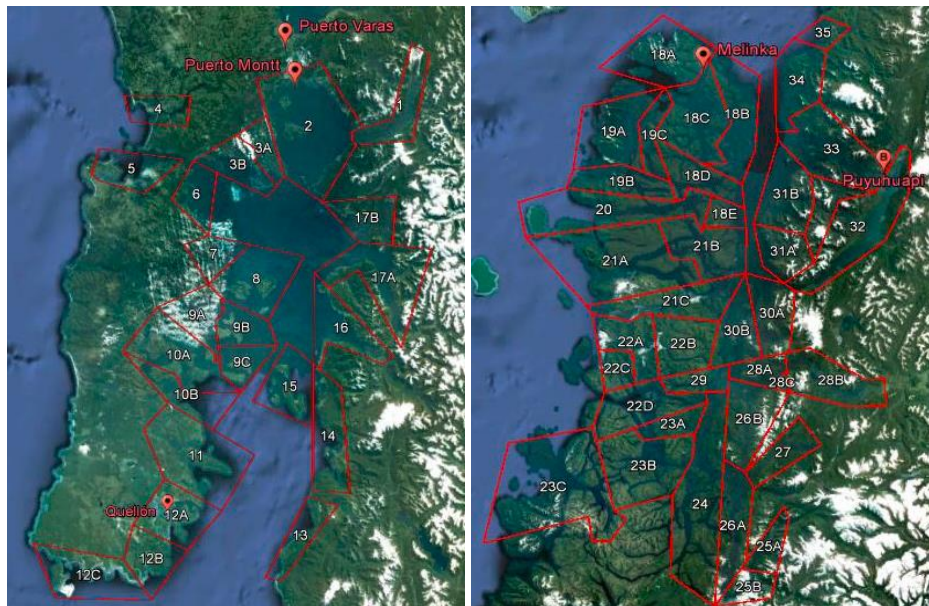 Puerto Varas
Puerto Montt
1
4
2
3A
3B
5
6
17B
7
17A
8
9A
16
9B
10A
9C
15
10B
14
11
Quellón
12A
13
12B
12C
35
18A
Melinka
34
18C
18B
19A
19C
33
B
Puyuhuapi
18D
19B
31B
20
18E
32
21B
31A
21A
21C
30A
30B
22A
22B
28A
22C
29
28C
28B
22D
26B
23A
27
23B
23C
24
26A
25A
25B